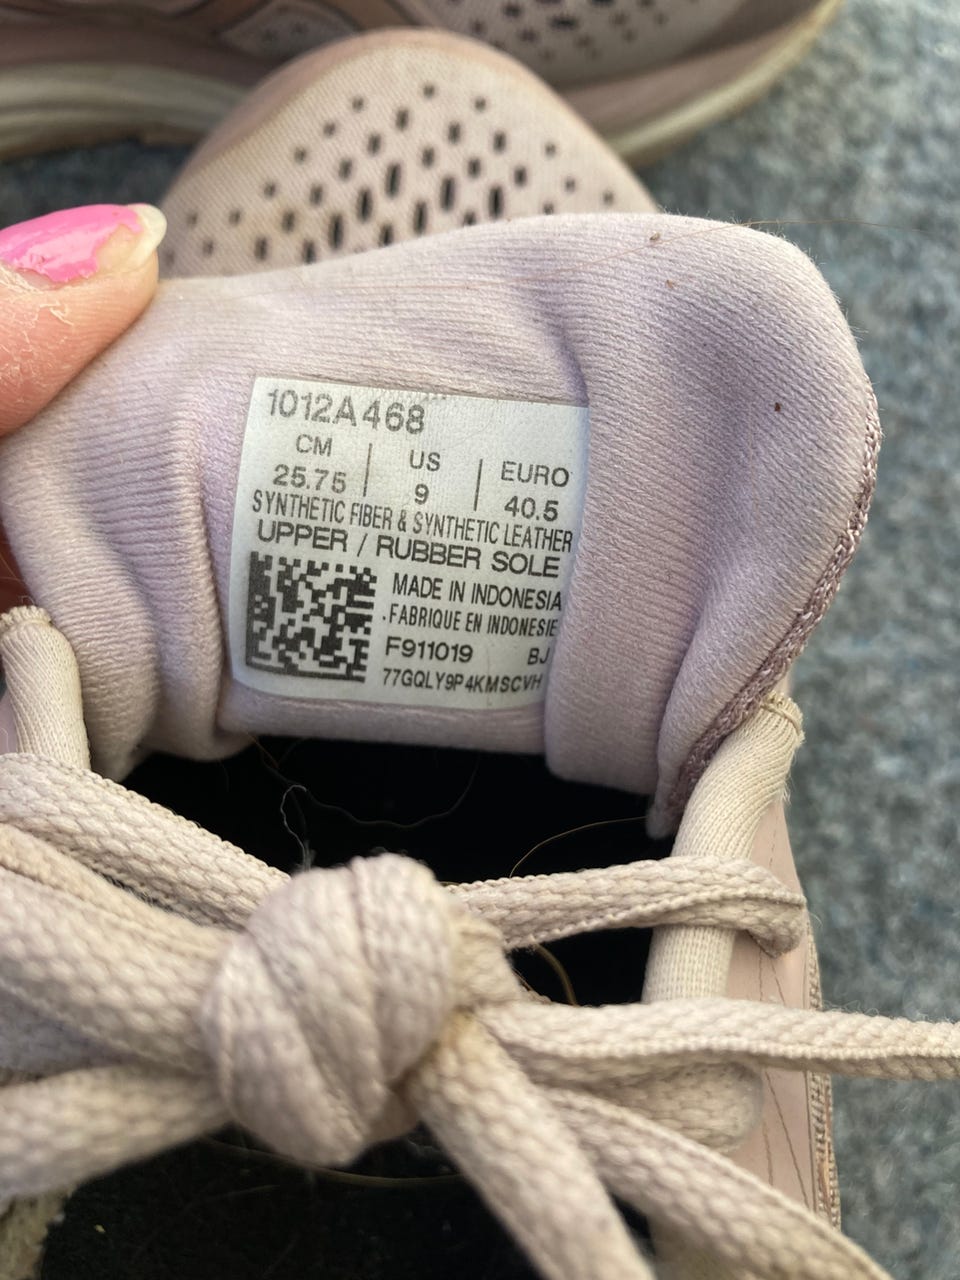 1012A468
CM | US | EURO
25.75 | 9 | 40.5
SYNTHETIC FIBER & SYNTHETIC LEATHER
UPPER / RUBBER SOLE
MADE IN INDONESIA
FABRIQUE EN INDONESIE
F911019 BJ
77GQLY9P4KMSCVH